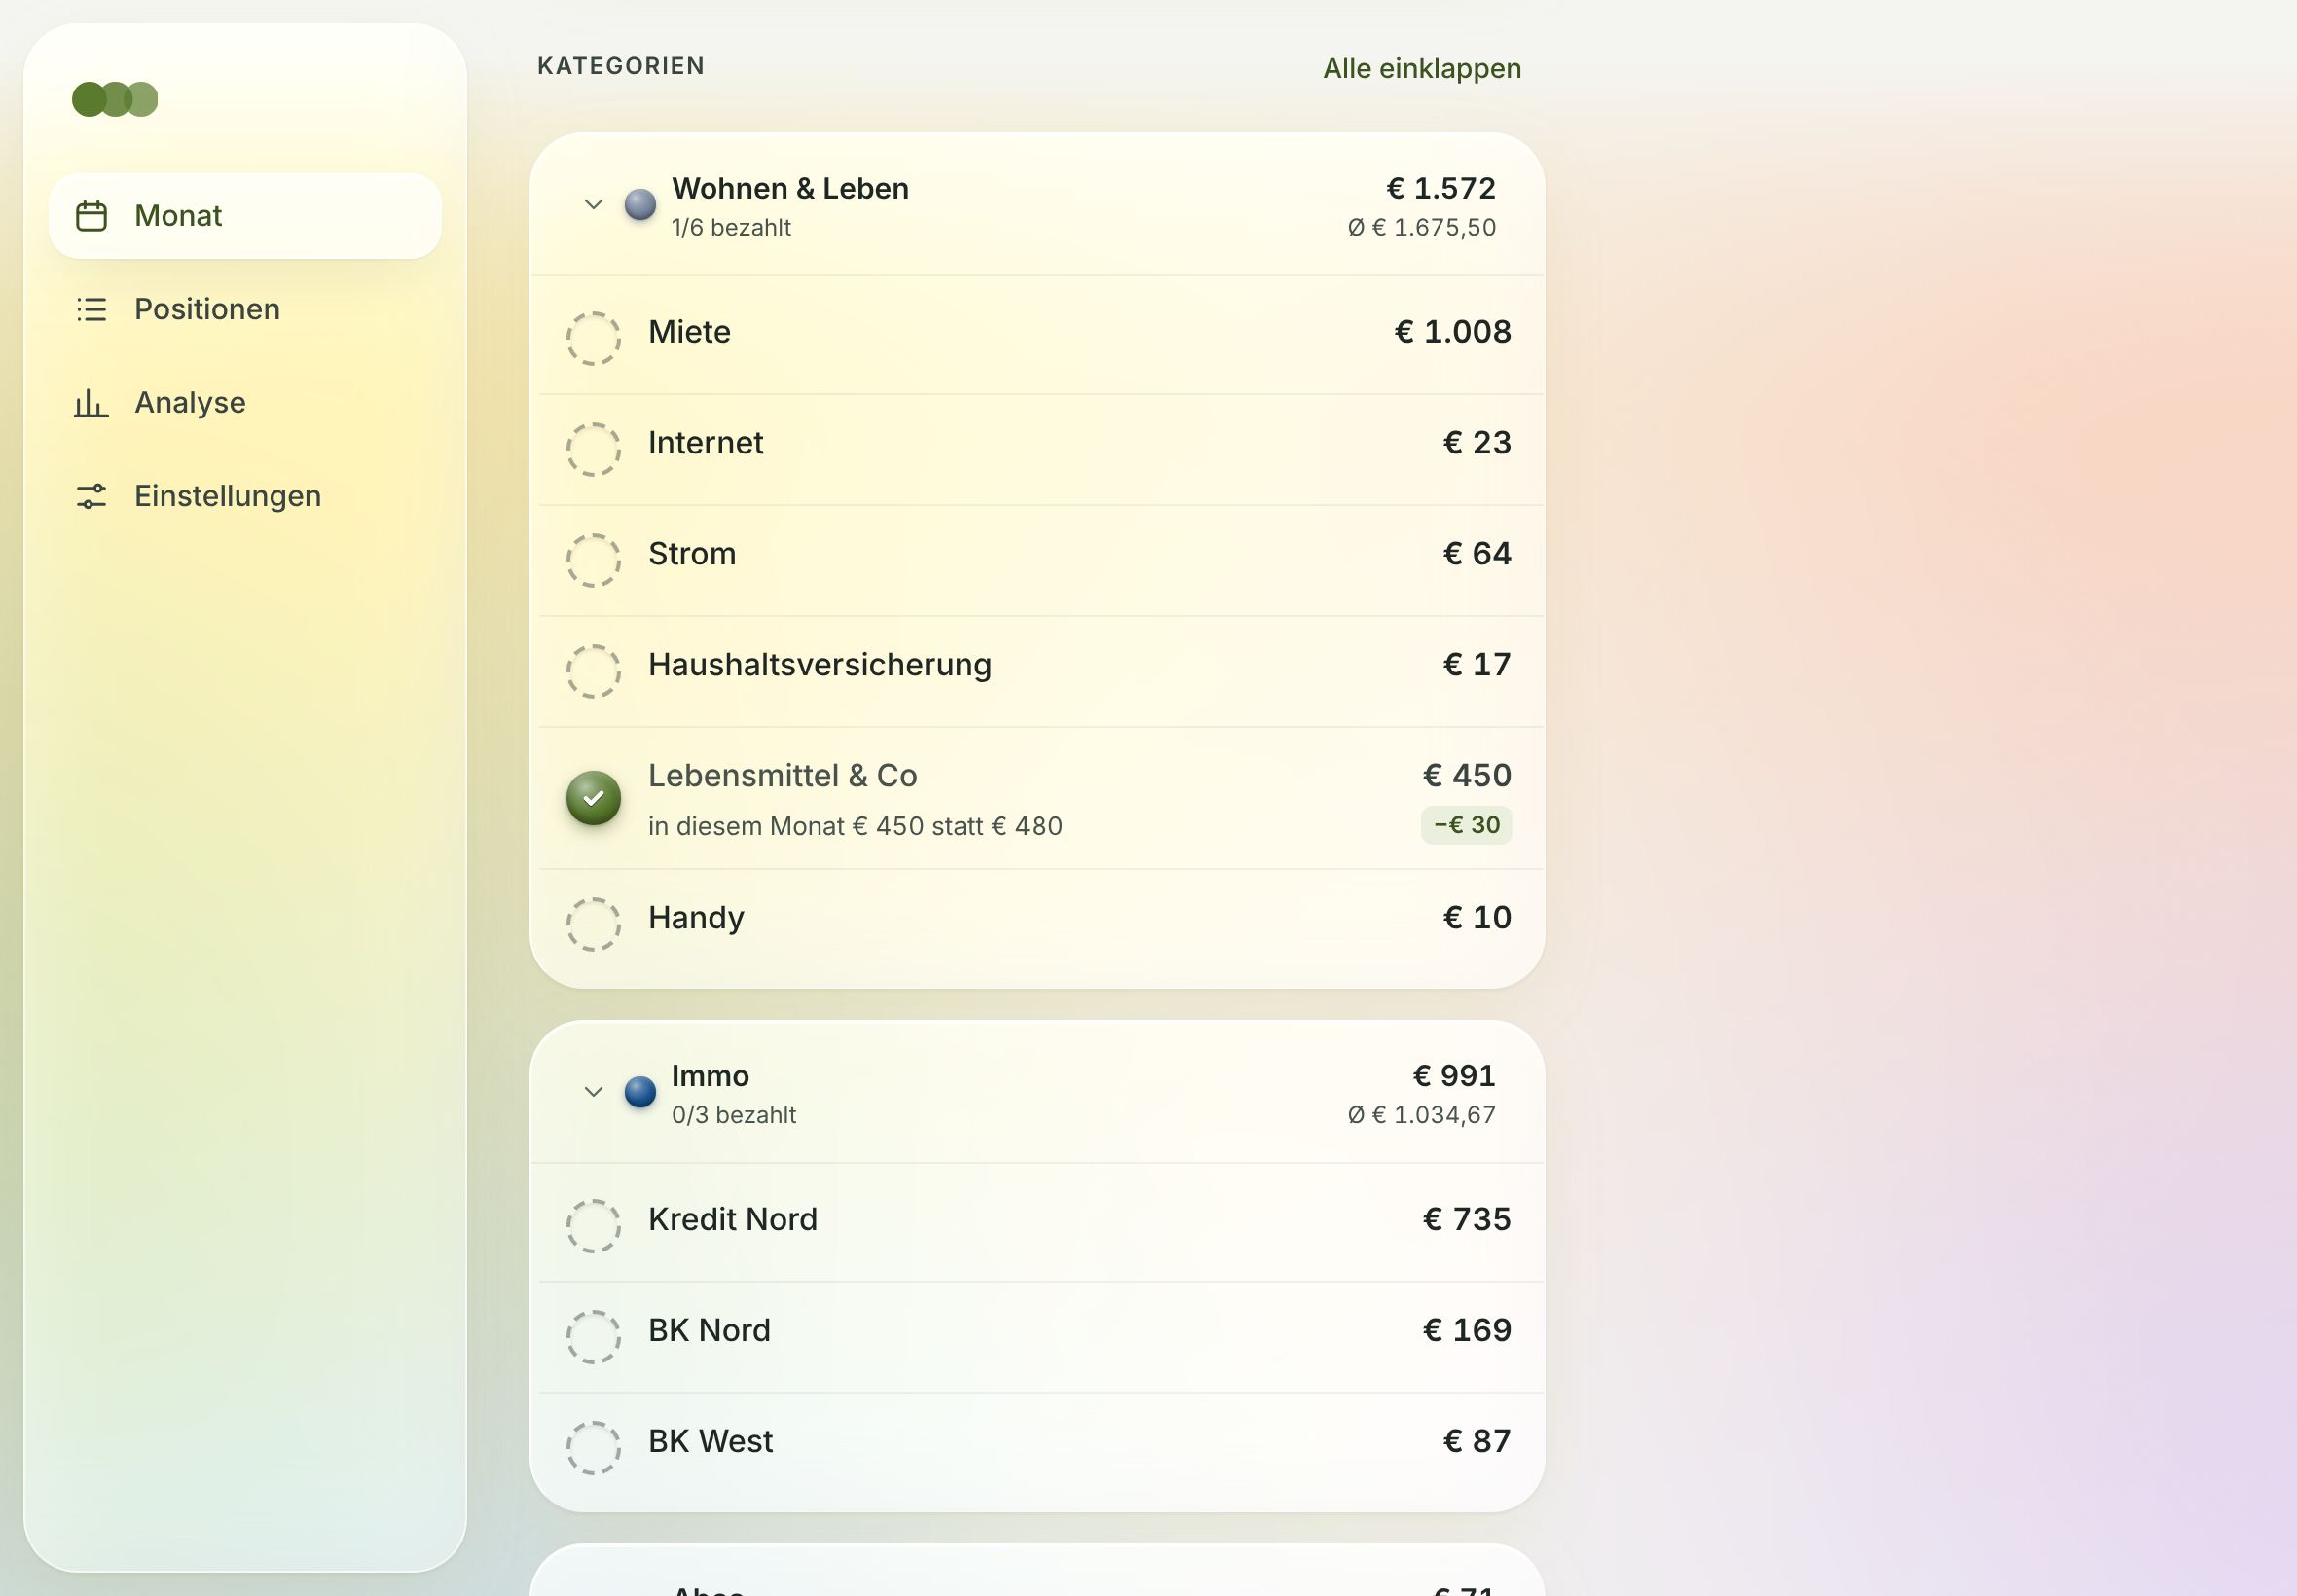 Monat
Positionen
Analyse
Einstellungen
KATEGORIEN
Alle einklappen
Wohnen & Leben
€ 1.572
1/6 bezahlt
Ø € 1.675,50
Miete
€ 1.008
Internet
€ 23
Strom
€ 64
Haushaltsversicherung
€ 17
Lebensmittel & Co
€ 450
in diesem Monat € 450 statt € 480
−€ 30
Handy
€ 10
Immo
€ 991
0/3 bezahlt
Ø € 1.034,67
Kredit Nord
€ 735
BK Nord
€ 169
BK West
€ 87
€ 71